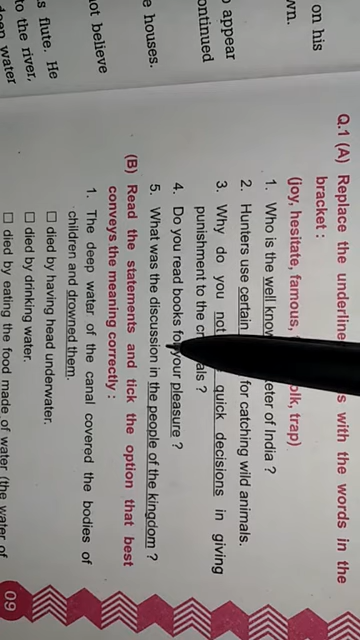 on his
wn.
appear
ontinued
e houses.
ot believe
s flute. He
to the river,
deep water
Q.1 (A) Replace the underline s with the words in the
bracket :
(joy, hesitate, famous, olk, trap)
1. Who is the well know eter of India ?
2. Hunters use certain for catching wild animals.
3. Why do you not quick decisions in giving
punishment to the cr als ?
4. Do you read books for your pleasure ?
5. What was the discussion in the people of the kingdom ?
(B) Read the statements and tick the option that best
conveys the meaning correctly :
1. The deep water of the canal covered the bodies of
children and drowned them.
□ died by having head underwater.
□ died by drinking water.
□ died by eating the food made of water (the water of
09